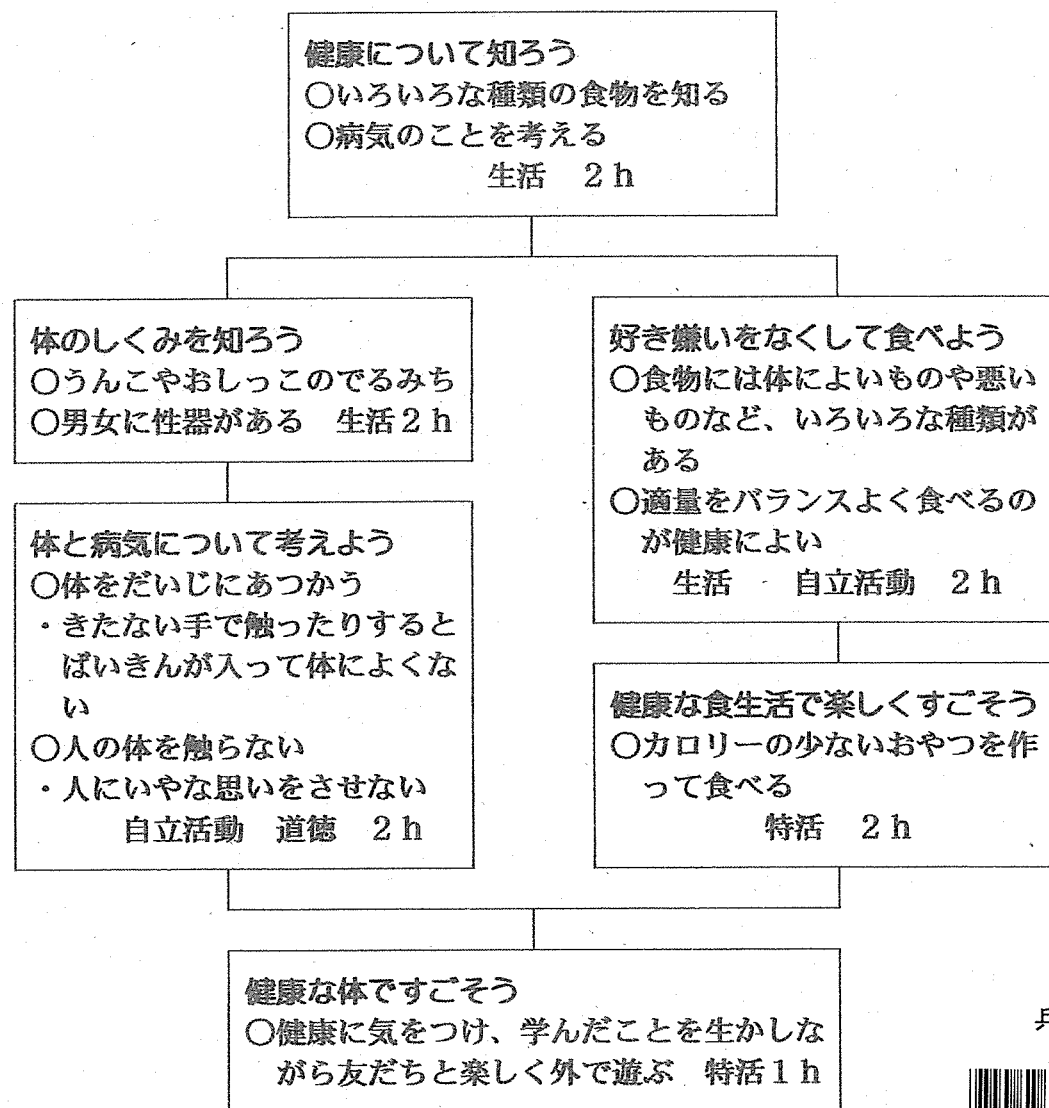 健康について知ろう
○いろいろな種類の食物を知る
○病気のことを考える
生活　２ｈ
体のしくみを知ろう
○うんこやおしっこのでるみち
○男女に性器がある　生活２ｈ
体と病気について考えよう
○体をだいじにあつかう
・きたない手で触ったりすると
ばいきんが入って体によくな
い
○人の体を触らない
・人にいやな思いをさせない
自立活動　道徳　２ｈ
好き嫌いをなくして食べよう
○食物には体によいものや悪い
ものなど、いろいろな種類が
ある
○適量をバランスよく食べるの
が健康によい
生活　自立活動　２ｈ
健康な食生活で楽しくすごそう
○カロリーの少ないおやつを作
って食べる
特活　２ｈ
健康な体ですごそう
○健康に気をつけ、学んだことを生かしな
がら友だちと楽しく外で遊ぶ　特活１ｈ